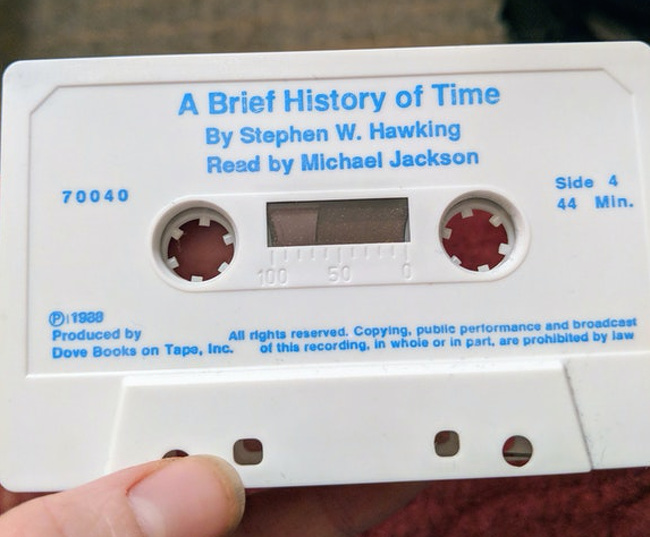 A Brief History of Time
By Stephen W. Hawking
Read by Michael Jackson
70040
Side 4
44 Min.
100 50 0
Ⓟ 1988
Produced by
Dove Books on Tape, Inc.
All rights reserved. Copying, public performance and broadcast
of this recording, in whole or in part, are prohibited by law